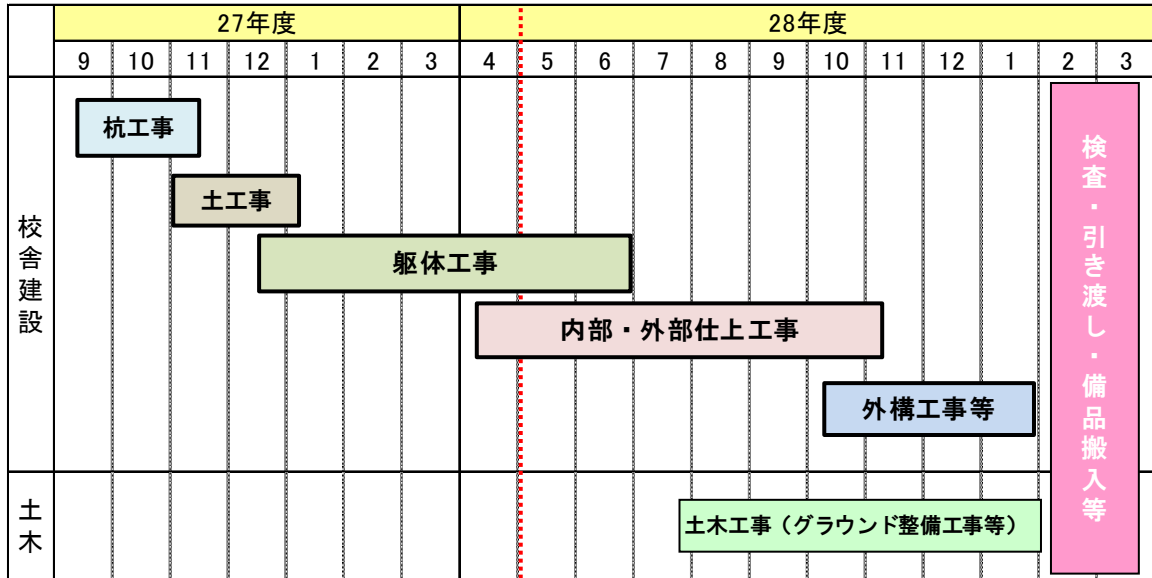 27年度 28年度
9 10 11 12 1 2 3 4 5 6 7 8 9 10 11 12 1 2 3
校舎建設
杭工事
土工事
躯体工事
内部・外部仕上工事
外構工事等
検査・引き渡し・備品搬入等
土木
土木工事（グラウンド整備工事等）